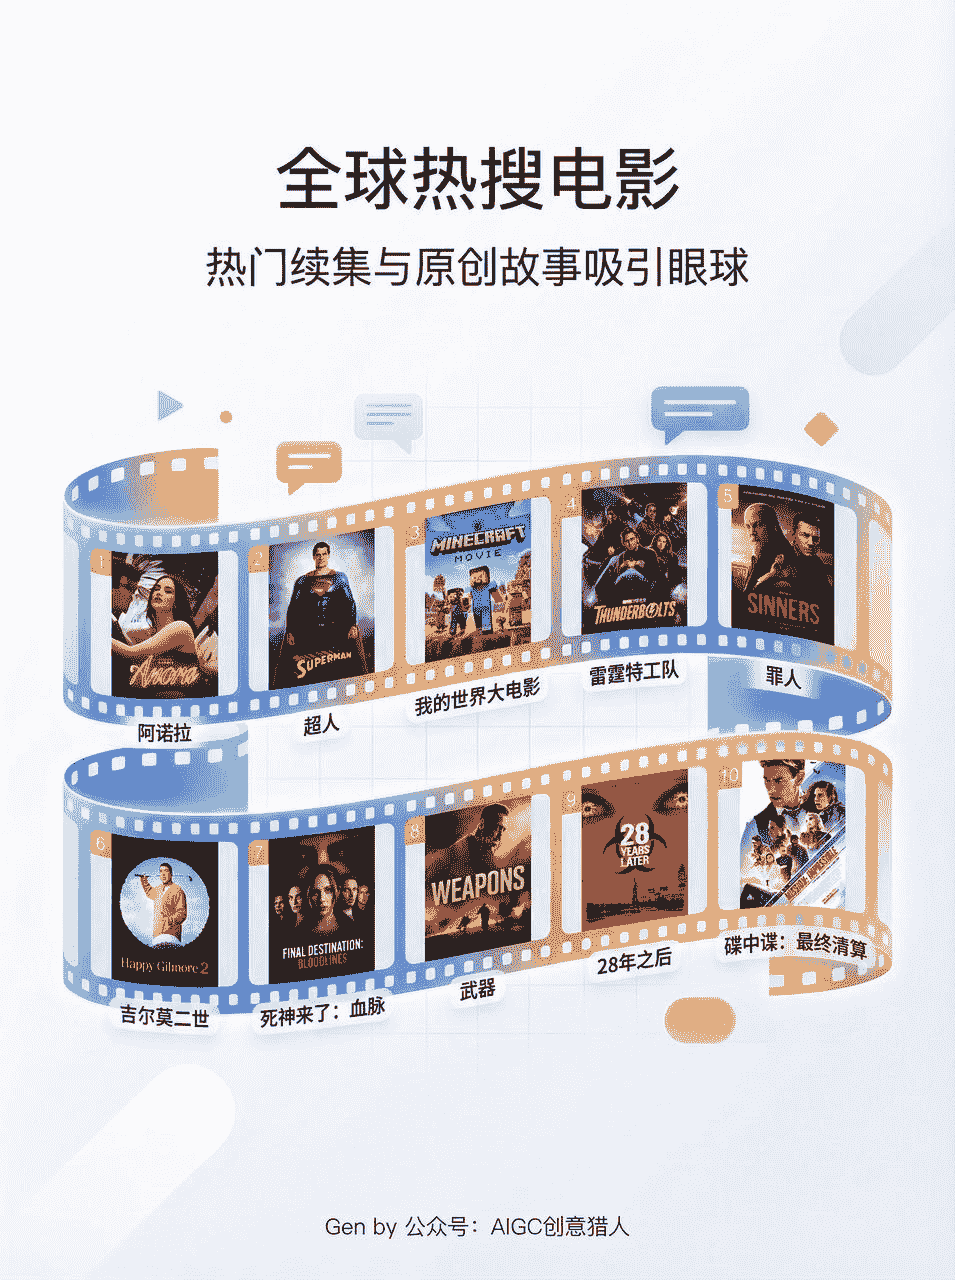 全球热搜电影
热门续集与原创故事吸引眼球
1
Anora
阿诺拉
2
SUPERMAN
超人
3
MINECRAFT
MOVIE
我的世界大电影
4
THUNDERBOLTS
雷霆特工队
5
SINNERS
罪人
6
Happy Gilmore 2
吉尔莫二世
7
FINAL DESTINATION:
BLOODLINES
死神来了：血脉
8
WEAPONS
武器
9
28
YEARS
LATER
28年之后
10
碟中谍：最终清算
Gen by 公众号：AIGC创意猎人